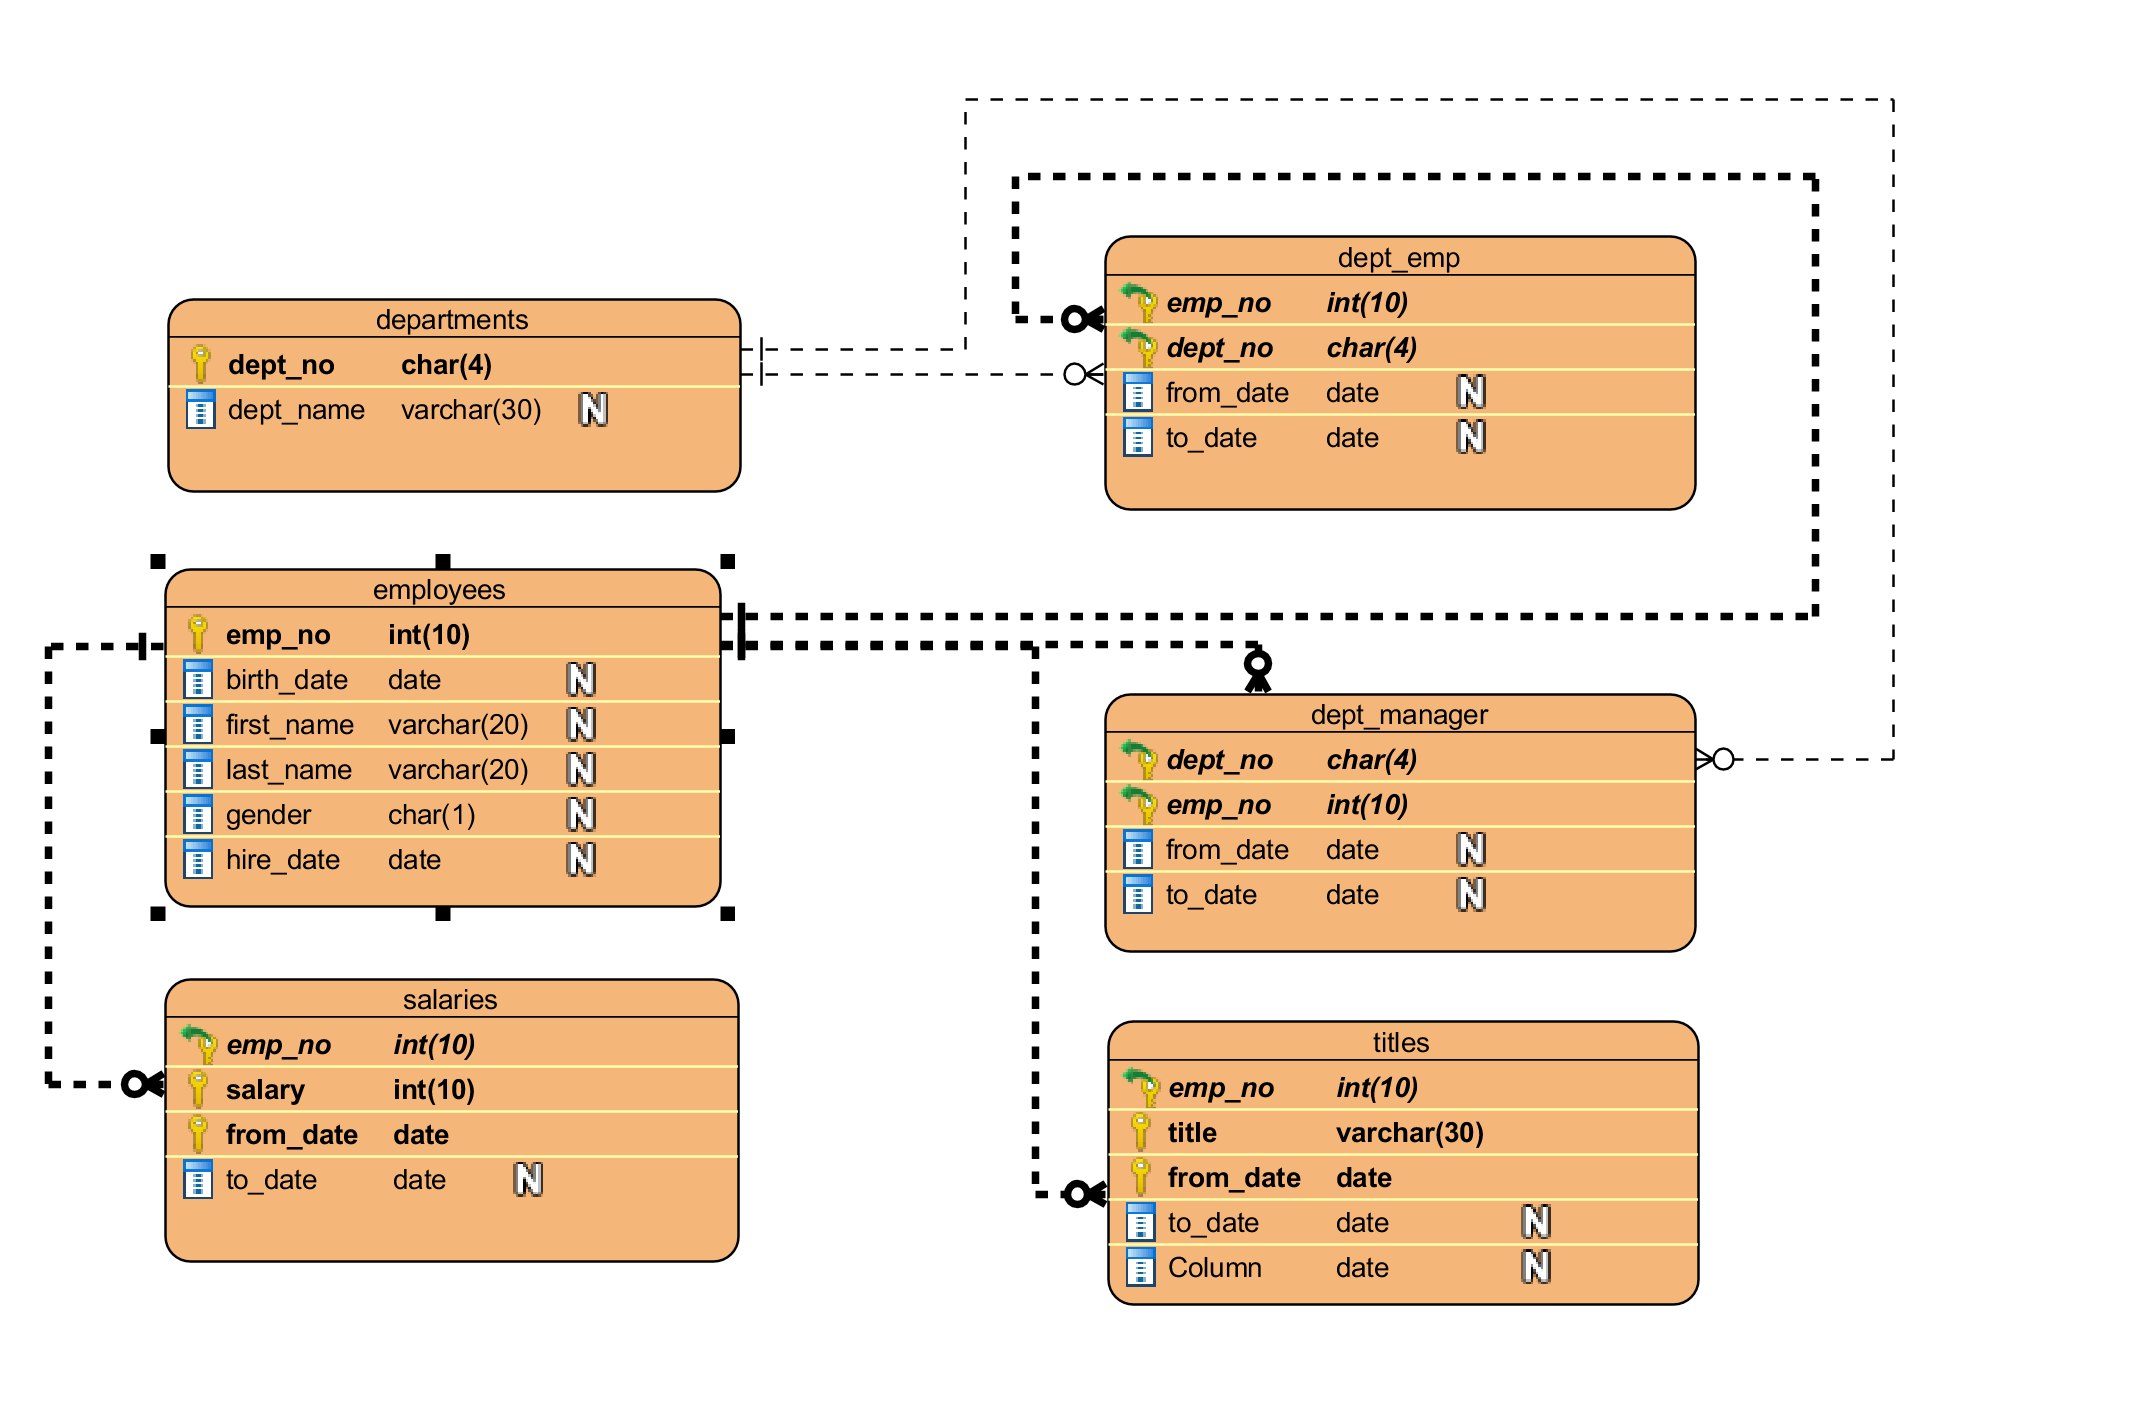 departments
dept_no char(4)
dept_name varchar(30) N
dept_emp
emp_no int(10)
dept_no char(4)
from_date date N
to_date date N
employees
emp_no int(10)
birth_date date N
first_name varchar(20) N
last_name varchar(20) N
gender char(1) N
hire_date date N
dept_manager
dept_no char(4)
emp_no int(10)
from_date date N
to_date date N
salaries
emp_no int(10)
salary int(10)
from_date date
to_date date N
titles
emp_no int(10)
title varchar(30)
from_date date
to_date date N
Column date N